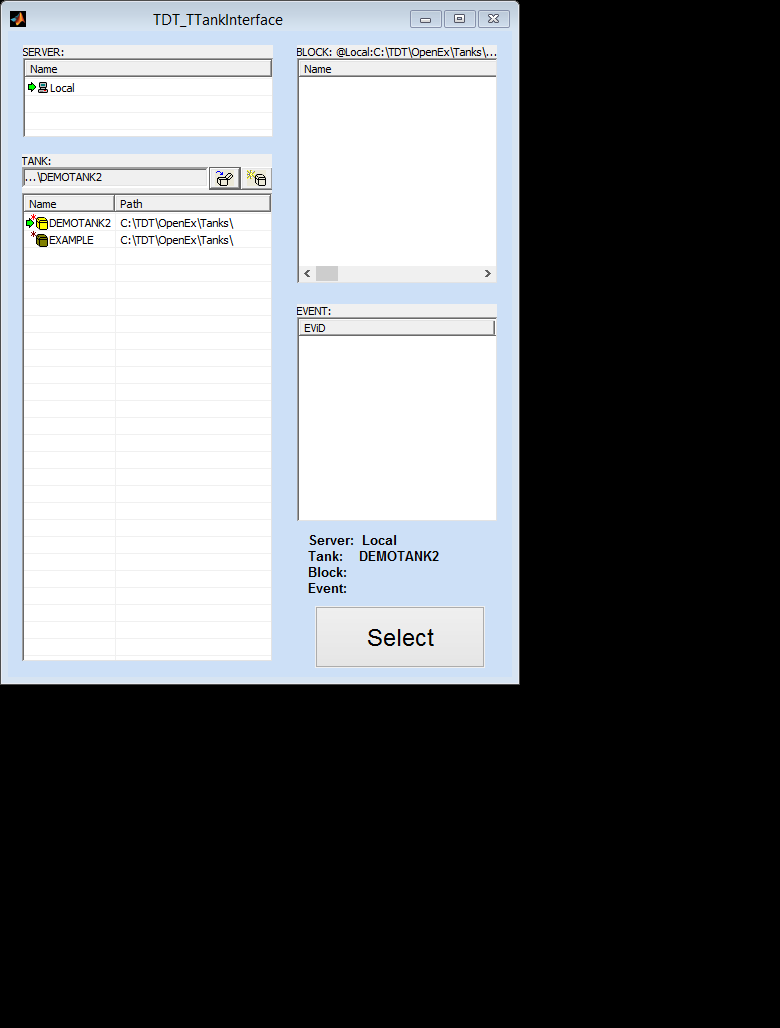 TDT_TTankInterface
SERVER:
Name
Local
TANK:
...\DEMOTANK2
Name Path
DEMOTANK2 C:\TDT\OpenEx\Tanks\
EXAMPLE C:\TDT\OpenEx\Tanks\
BLOCK: @Local:C:\TDT\OpenEx\Tanks\...
Name
EVENT:
EViD
Server: Local
Tank: DEMOTANK2
Block:
Event:
Select